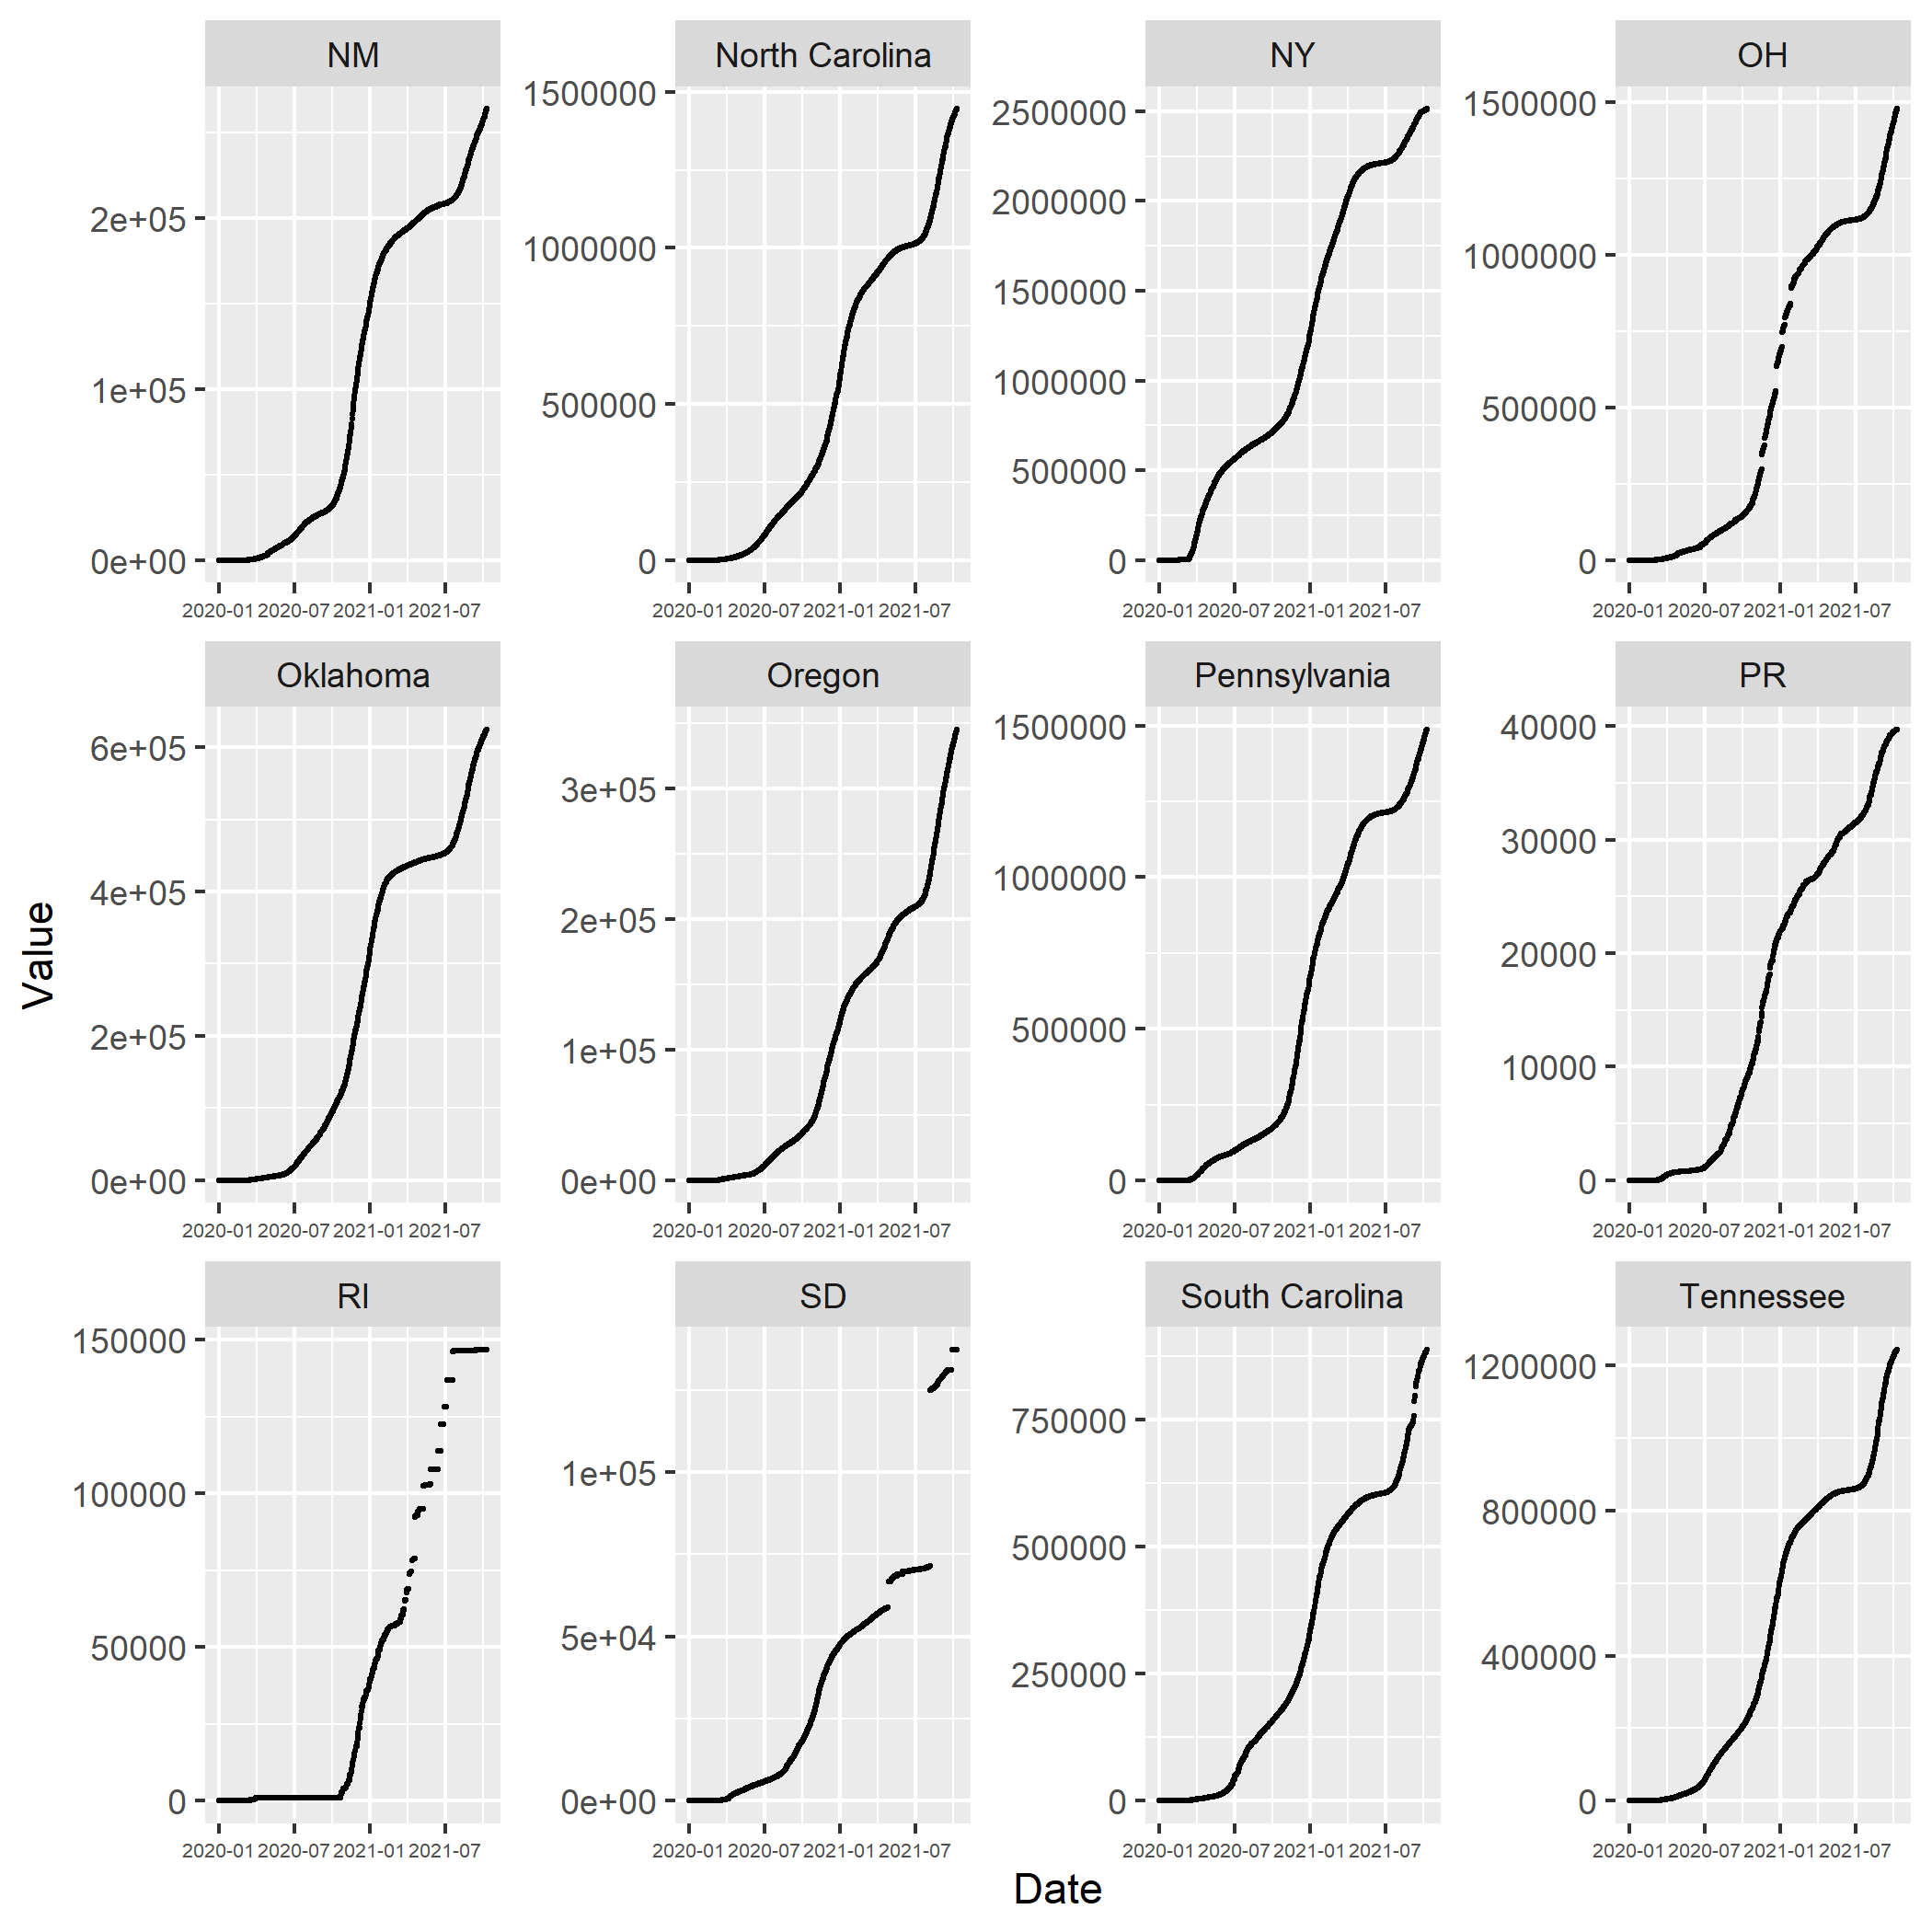 NM North Carolina NY OH
1500000 2500000 1500000
2e+05 1000000 2000000 1000000
1e+05 500000 1500000 500000
1000000
500000
0e+00 0 0 0
2020-01 2020-07 2021-01 2021-07 2020-01 2020-07 2021-01 2021-07 2020-01 2020-07 2021-01 2021-07 2020-01 2020-07 2021-01 2021-07
Oklahoma Oregon Pennsylvania PR
6e+05 3e+05 1500000 40000
4e+05 2e+05 1000000 30000
2e+05 1e+05 500000 20000
10000
0e+00 0e+00 0 0
2020-01 2020-07 2021-01 2021-07 2020-01 2020-07 2021-01 2021-07 2020-01 2020-07 2021-01 2021-07 2020-01 2020-07 2021-01 2021-07
RI SD South Carolina Tennessee
150000 1e+05 750000 1200000
100000 5e+04 500000 800000
50000 250000 400000
0 0e+00 0 0
2020-01 2020-07 2021-01 2021-07 2020-01 2020-07 2021-01 2021-07 2020-01 2020-07 2021-01 2021-07 2020-01 2020-07 2021-01 2021-07
Value
Date